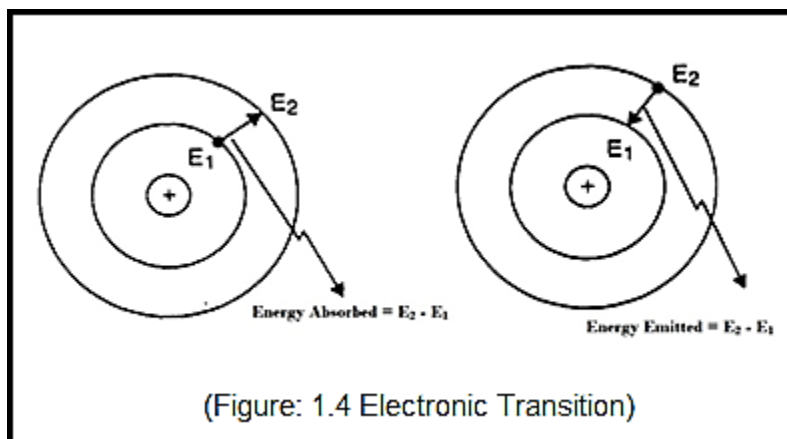 E₂
E₁
+
Energy Absorbed = E₂ - E₁
E₂
E₁
+
Energy Emitted = E₂ - E₁
(Figure: 1.4 Electronic Transition)